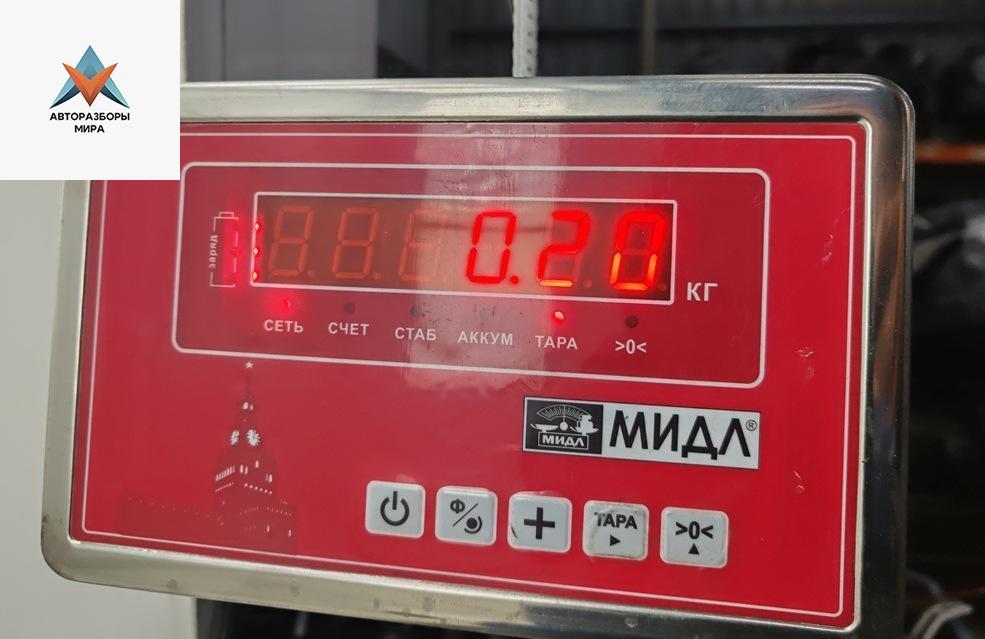 АВТОРАЗБОРЫ
МИРА
заряд
0.20
КГ
СЕТЬ СЧЕТ СТАБ АККУМ ТАРА >0<
МИДЛ МИДЛ®
Ф
ТАРА
>0<